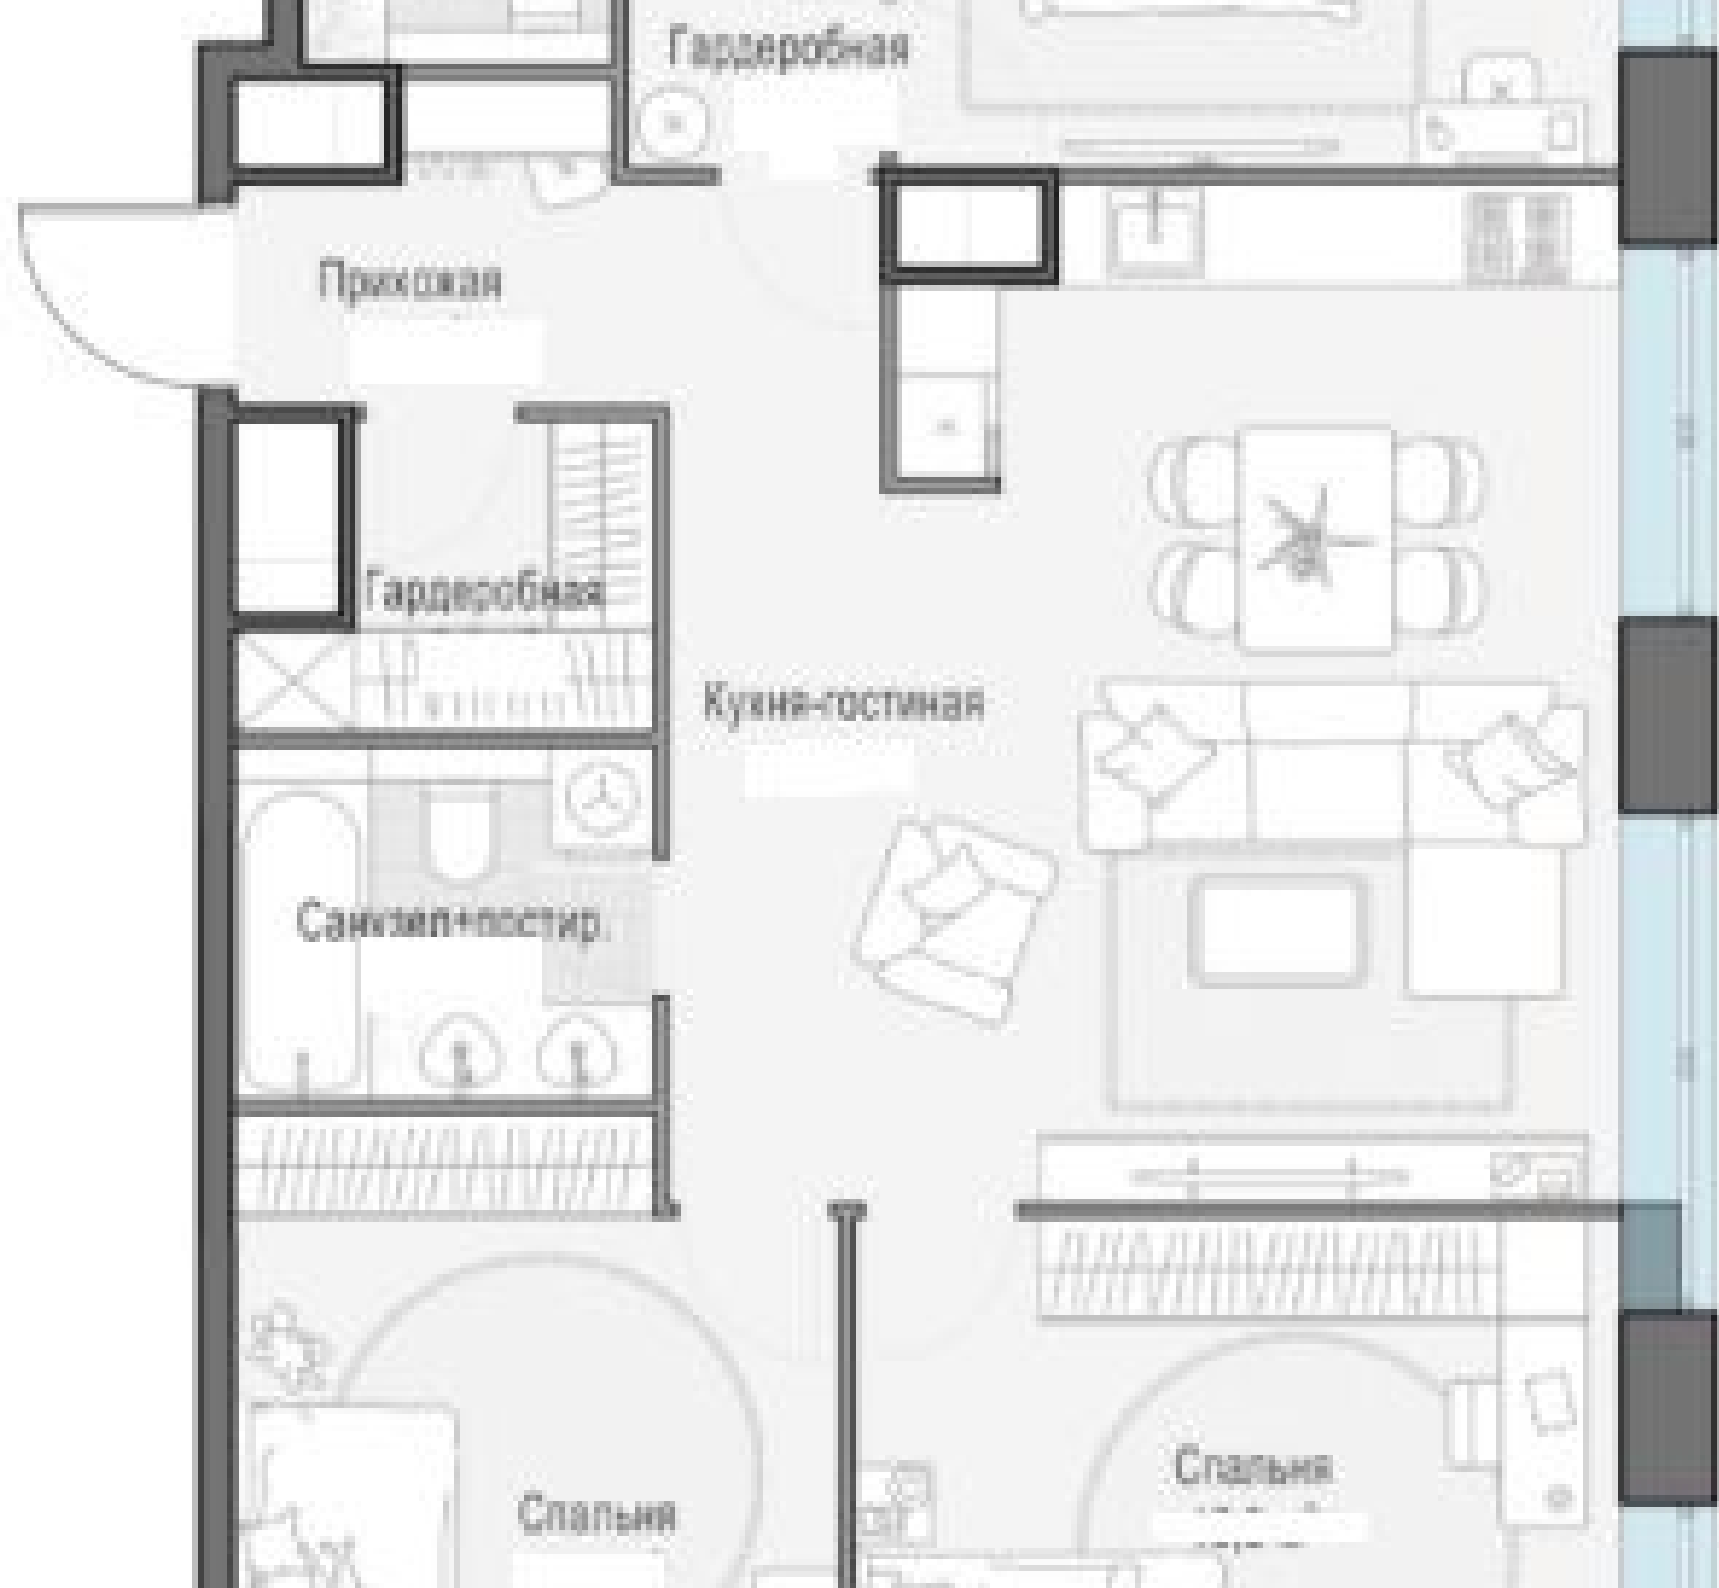 Гардеробная
Прихожая
Гардеробная
Кухня-гостиная
Санузел+постир.
Спальня
Спальня